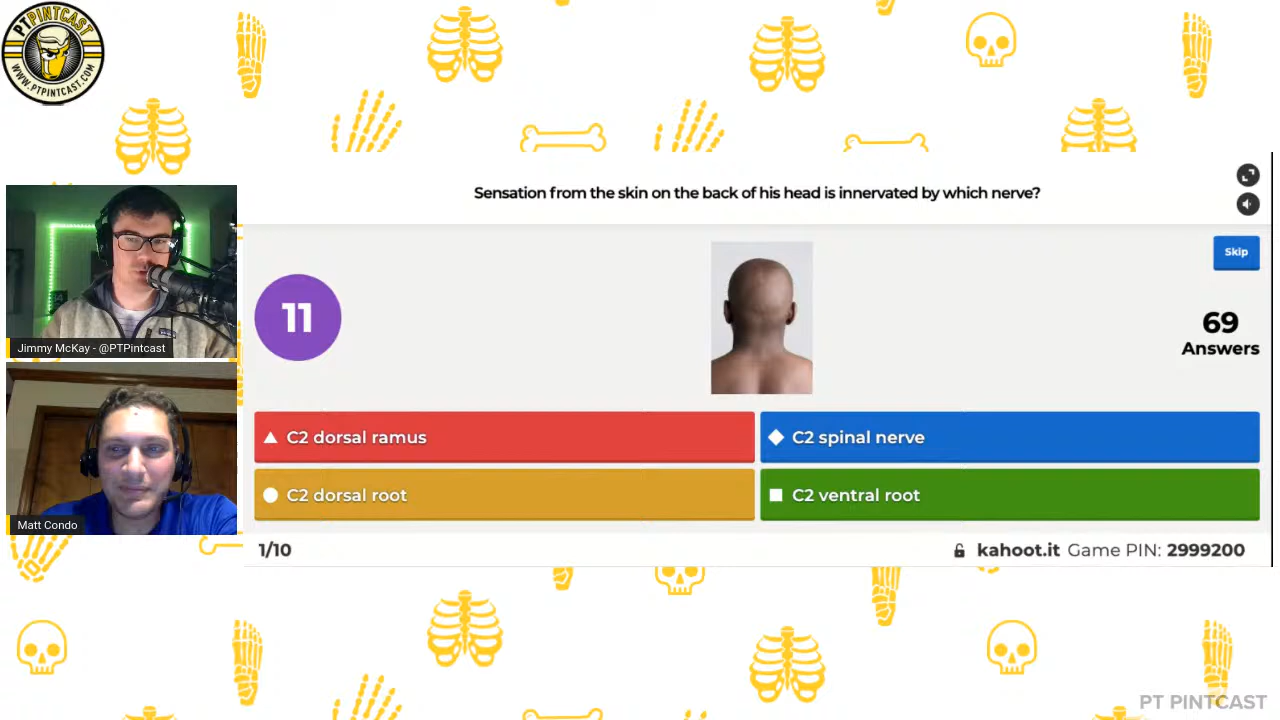 PTPINTCAST
WWW.PTPINTCAST.COM
Sensation from the skin on the back of his head is innervated by which nerve?
Skip
11
69
Answers
Jimmy McKay - @PTPintcast
C2 dorsal ramus
C2 spinal nerve
C2 dorsal root
C2 ventral root
Matt Condo
1/10
kahoot.it Game PIN: 2999200
PT PINTCAST